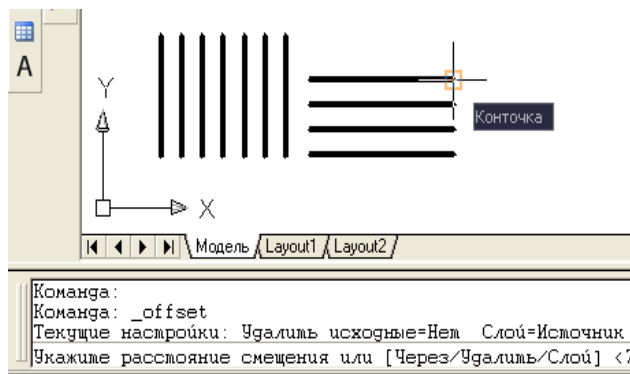 A
Y
Конточка
X
Модель Layout1 Layout2
Команда:
Команда: _offset
Текущие настройки: Удалить исходные=Нет Слой=Источник
Укажите расстояние смещения или [Через/Удалить/Слой] <